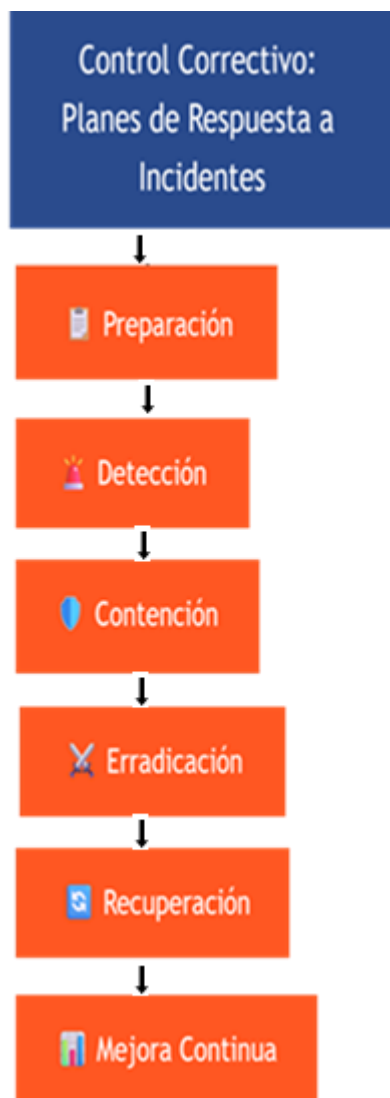 Control Correctivo:
Planes de Respuesta a
Incidentes
Preparación
Detección
Contención
Erradicación
Recuperación
Mejora Continua